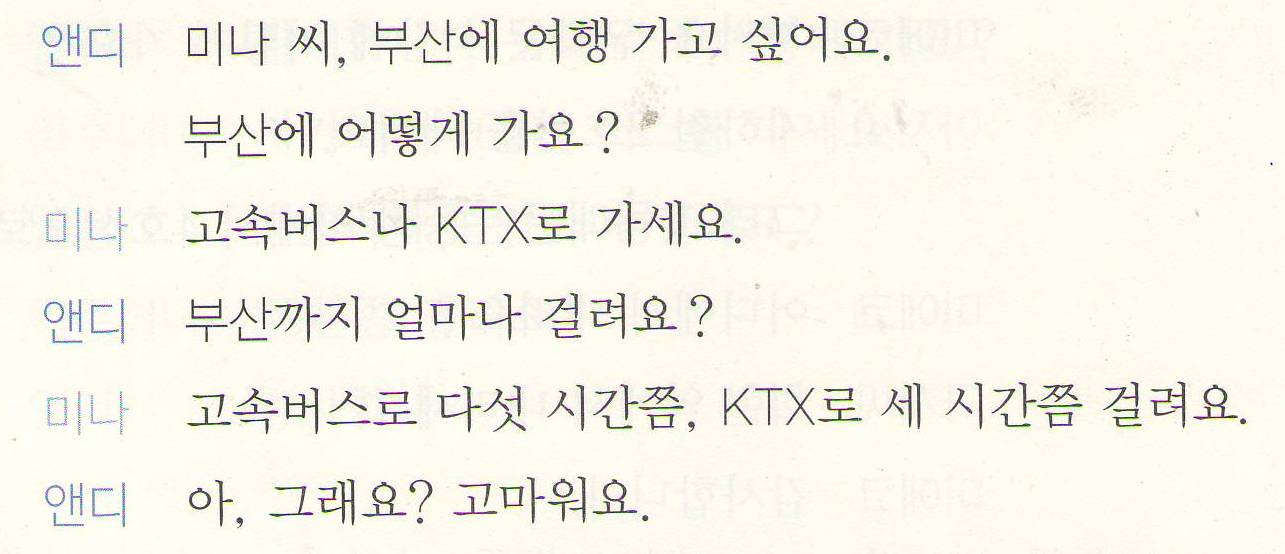 앤디 미나 씨, 부산에 여행 가고 싶어요.
부산에 어떻게 가요?
미나 고속버스나 KTX로 가세요.
앤디 부산까지 얼마나 걸려요?
미나 고속버스로 다섯 시간쯤, KTX로 세 시간쯤 걸려요.
앤디 아, 그래요? 고마워요.